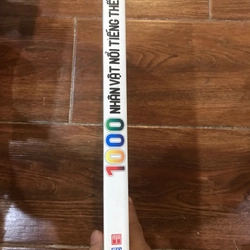 1000 NHÂN VẬT NỔI TIẾNG THẾ